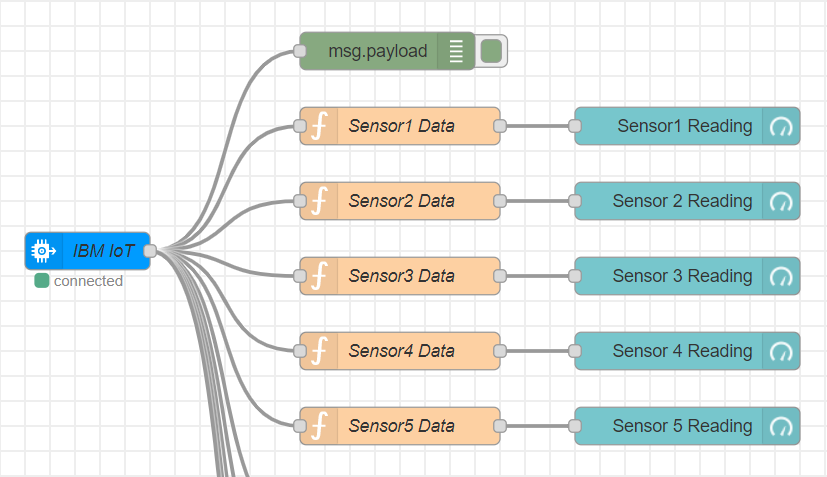 msg.payload
Sensor1 Data
Sensor1 Reading
Sensor2 Data
Sensor 2 Reading
IBM IoT
connected
Sensor3 Data
Sensor 3 Reading
Sensor4 Data
Sensor 4 Reading
Sensor5 Data
Sensor 5 Reading